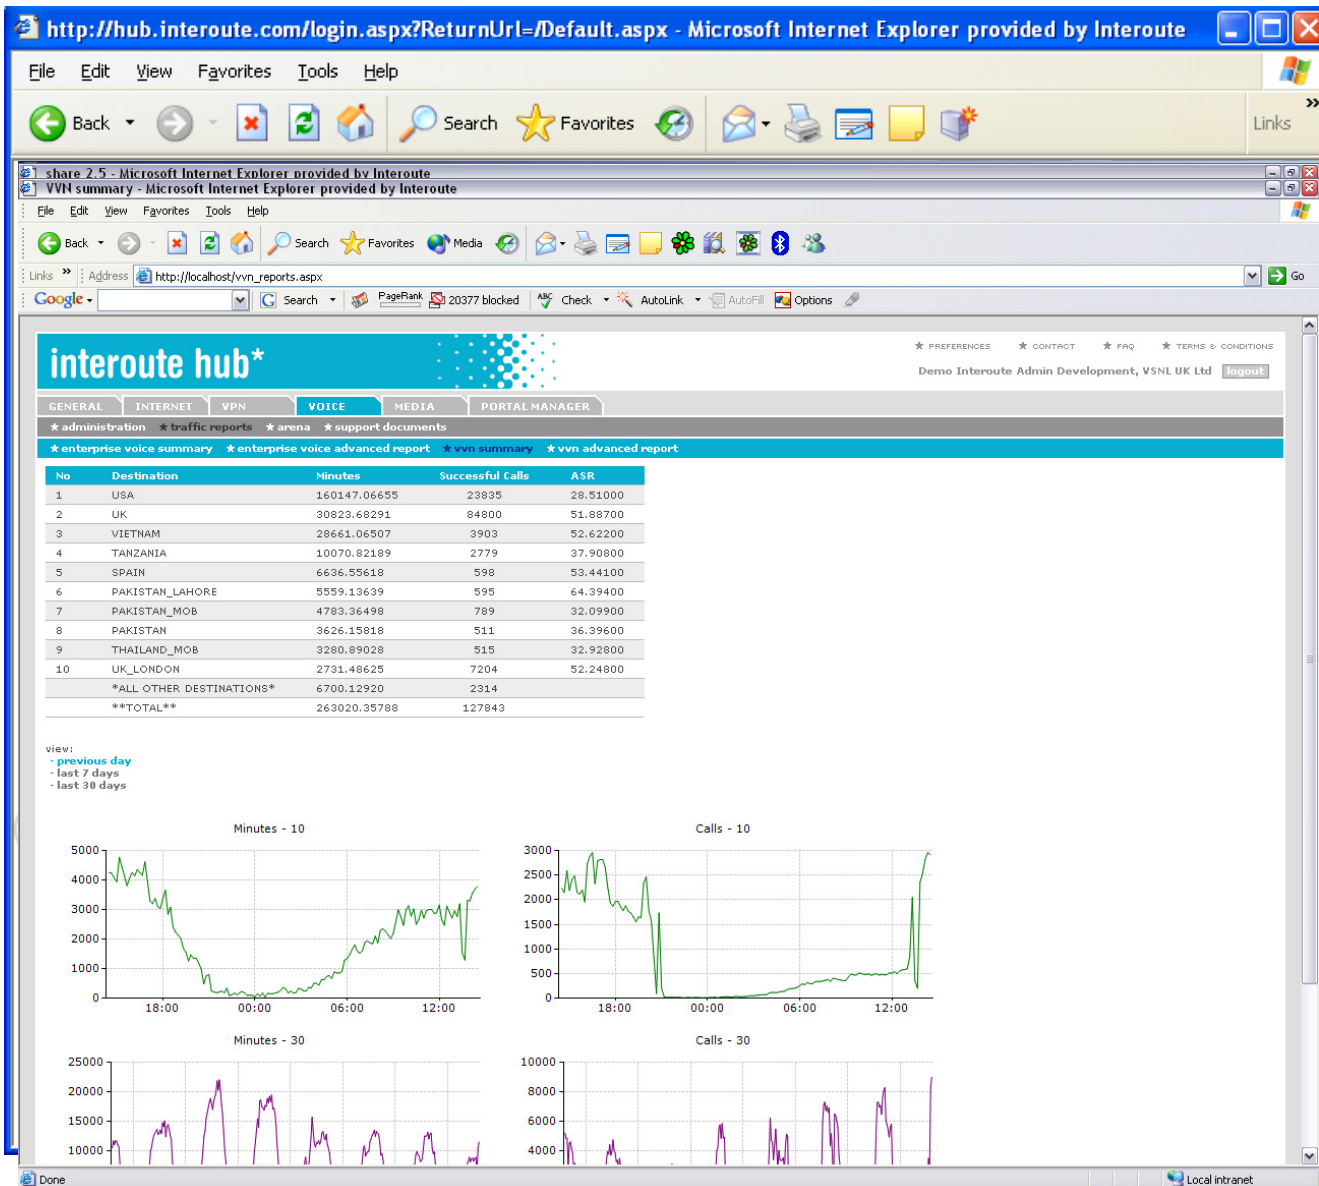 http://hub.interoute.com/login.aspx?ReturnUrl=/Default.aspx - Microsoft Internet Explorer provided by Interoute
File Edit View Favorites Tools Help
Back Search Favorites Links
share 2.5 - Microsoft Internet Explorer provided by Interoute
VVN summary - Microsoft Internet Explorer provided by Interoute
File Edit View Favorites Tools Help
Back Search Favorites Media
Links Address http://localhost/vvn_reports.aspx Go
Google Search PageRank 20377 blocked ABC Check AutoLink AutoFill Options
interoute hub*
PREFERENCES CONTACT FAQ TERMS & CONDITIONS
Demo Interoute Admin Development, VSNL UK Ltd logout
GENERAL INTERNET VPN VOICE MEDIA PORTAL MANAGER
administration traffic reports arena support documents
enterprise voice summary enterprise voice advanced report vvn summary vvn advanced report
No Destination Minutes Successful Calls ASR
1 USA 160147.06655 23835 28.51000
2 UK 30823.68291 84800 51.88700
3 VIETNAM 28661.06507 3903 52.62200
4 TANZANIA 10070.82189 2779 37.90800
5 SPAIN 6636.55618 598 53.44100
6 PAKISTAN_LAHORE 5559.13639 595 64.39400
7 PAKISTAN_MOB 4783.36498 789 32.09900
8 PAKISTAN 3626.15818 511 36.39600
9 THAILAND_MOB 3280.89028 515 32.92800
10 UK_LONDON 2731.48625 7204 52.24800
*ALL OTHER DESTINATIONS* 6700.12920 2314
**TOTAL** 263020.35788 127843
view:
- previous day
- last 7 days
- last 30 days
Minutes - 10
5000
4000
3000
2000
1000
0
18:00 00:00 06:00 12:00
Calls - 10
3000
2500
2000
1500
1000
500
0
18:00 00:00 06:00 12:00
Minutes - 30
25000
20000
15000
10000
Calls - 30
10000
8000
6000
4000
Done Local intranet